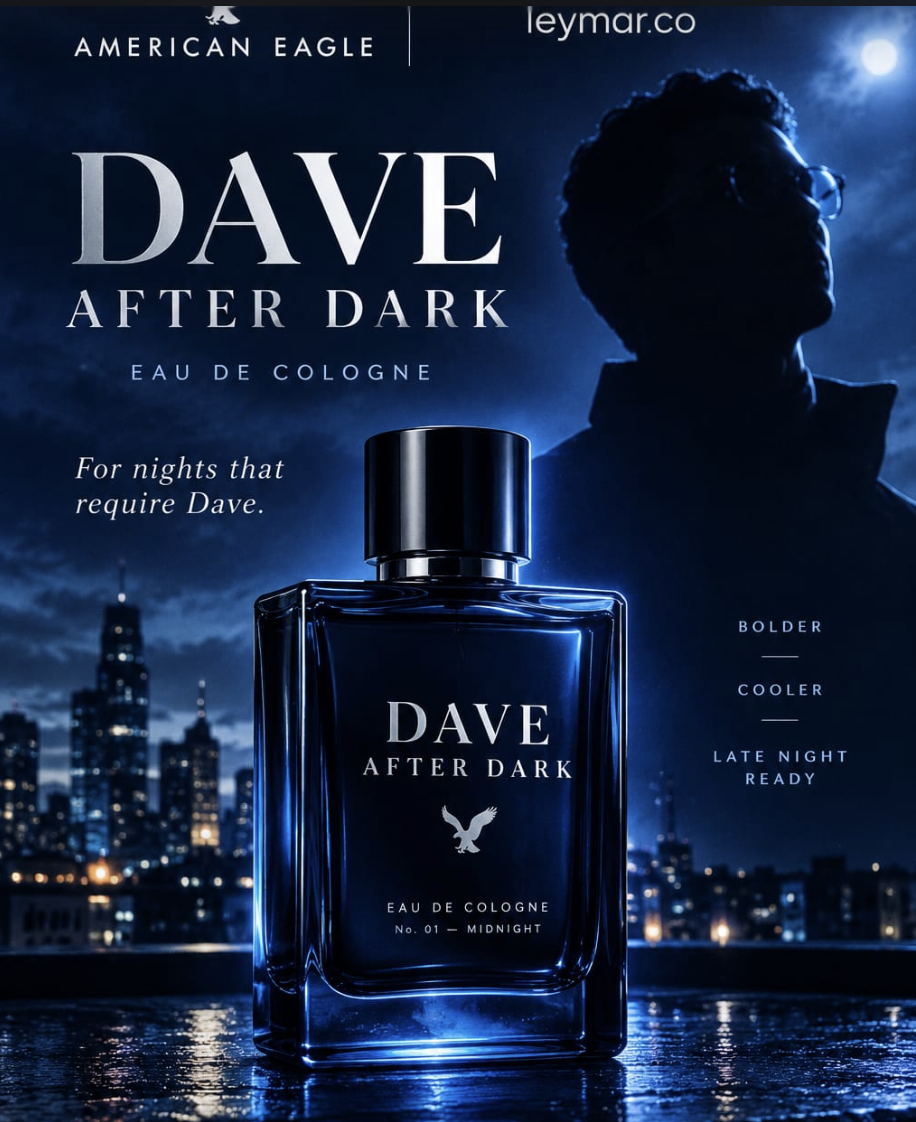 AMERICAN EAGLE
leymar.co
DAVE
AFTER DARK
EAU DE COLOGNE
For nights that
require Dave.
BOLDER
COOLER
LATE NIGHT
READY
DAVE
AFTER DARK
EAU DE COLOGNE
No. 01 — MIDNIGHT